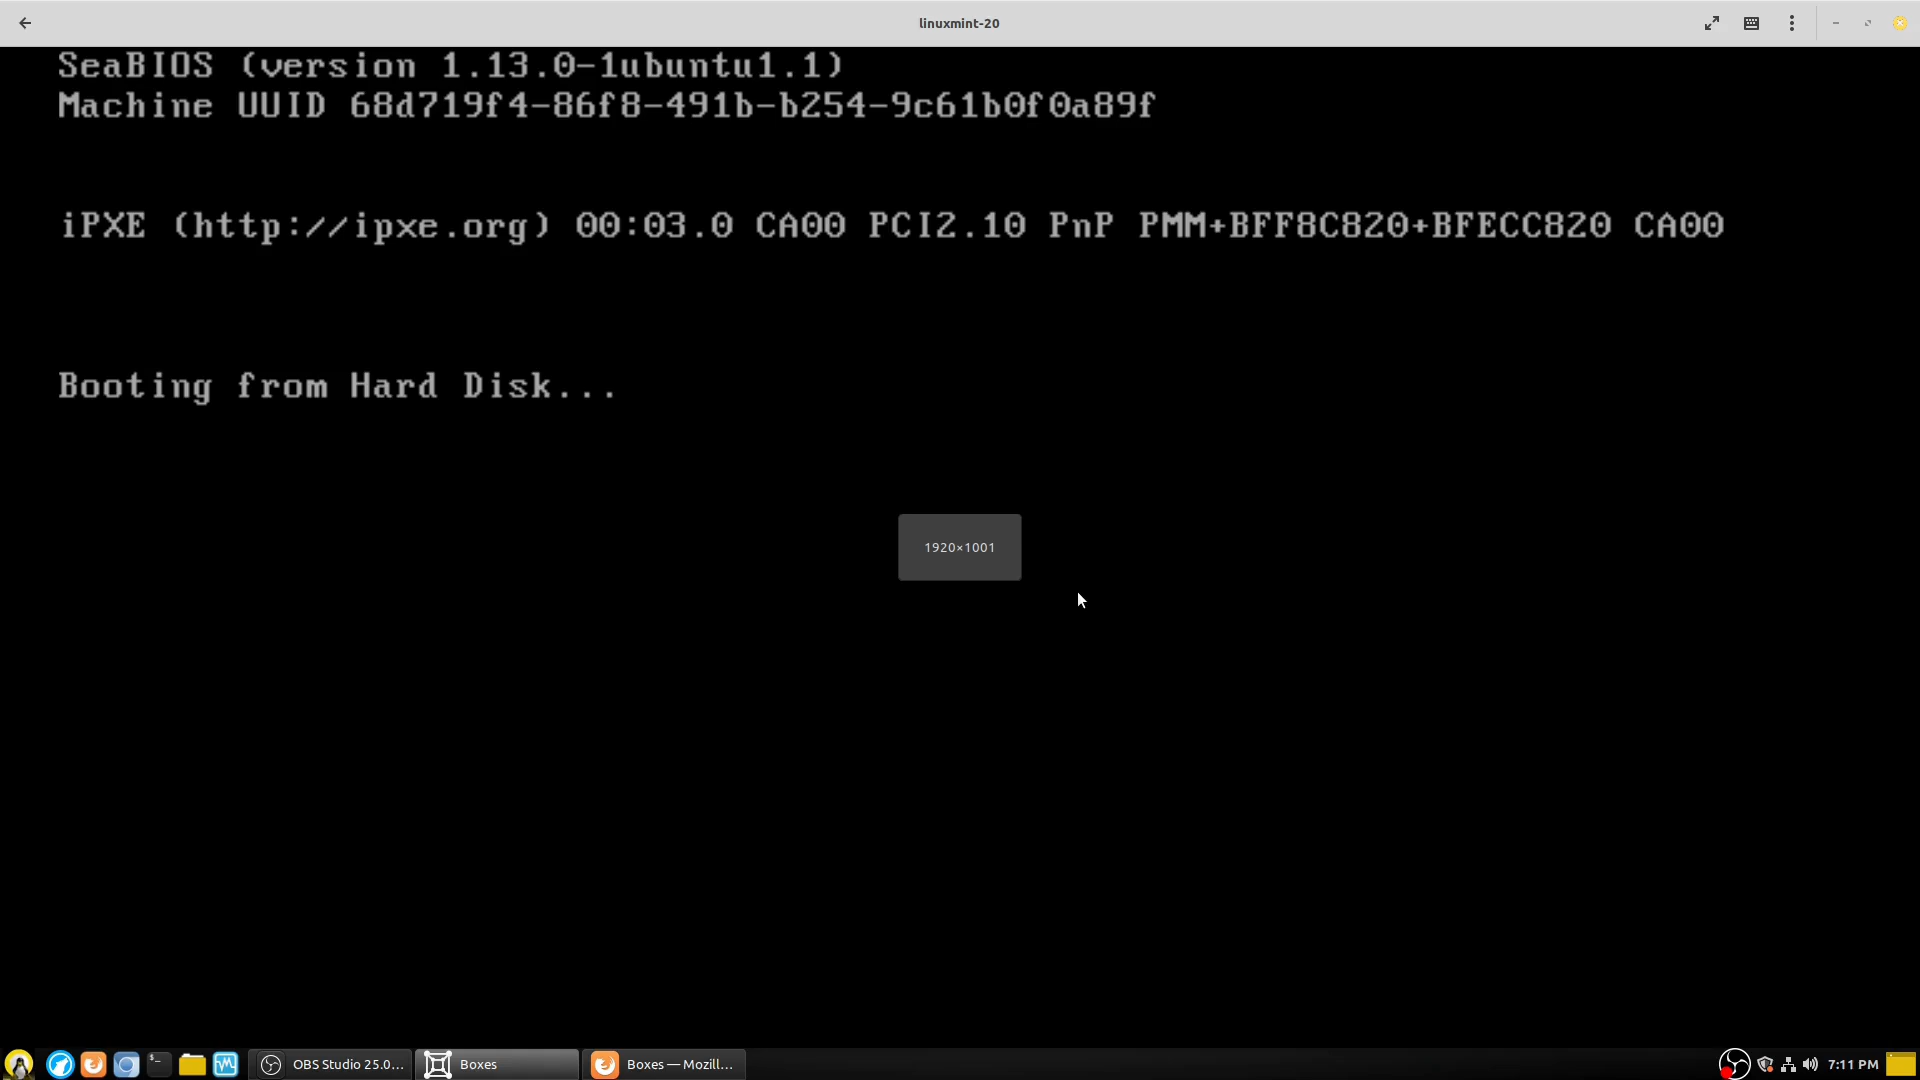 linuxmint-20
SeaBIOS (version 1.13.0-1ubuntu1.1)
Machine UUID 68d719f4-86f8-491b-b254-9c61b0f0a89f
iPXE (http://ipxe.org) 00:03.0 CA00 PCI2.10 PnP PMM+BFF8C820+BFECC820 CA00
Booting from Hard Disk...
1920×1001
OBS Studio 25.0...
Boxes
Boxes — Mozill...
7:11 PM